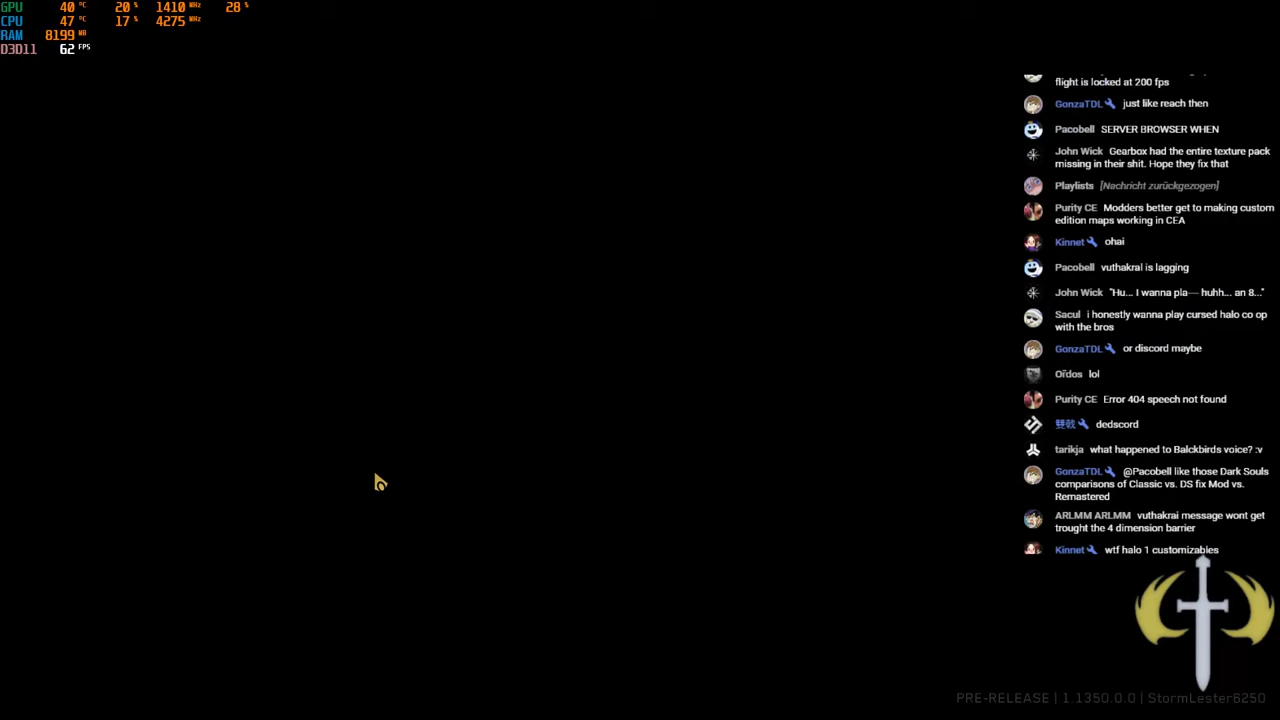 GPU 40 °C 20 % 1410 MHz 28 %
CPU 47 °C 17 % 4275 MHz
RAM 8199 MB
D3D11 62 FPS
flight is locked at 200 fps
GonzaTDL just like reach then
Pacobell SERVER BROWSER WHEN
John Wick Gearbox had the entire texture pack
missing in their shit. Hope they fix that
Playlists [Nachricht zurückgezogen]
Purity CE Modders better get to making custom
edition maps working in CEA
Kinnet ohai
Pacobell vuthakral is lagging
John Wick "Hu... I wanna pla— huhh... an 8..."
Sacul i honestly wanna play cursed halo co op
with the bros
GonzaTDL or discord maybe
Ořdos lol
Purity CE Error 404 speech not found
雙戟 dedscord
tarikja what happened to Balckbirds voice? :v
GonzaTDL @Pacobell like those Dark Souls
comparisons of Classic vs. DS fix Mod vs.
Remastered
ARLMM ARLMM vuthakrai message wont get
trought the 4 dimension barrier
Kinnet wtf halo 1 customizables
PRE-RELEASE | 1.1350.0.0 | StormLester6250